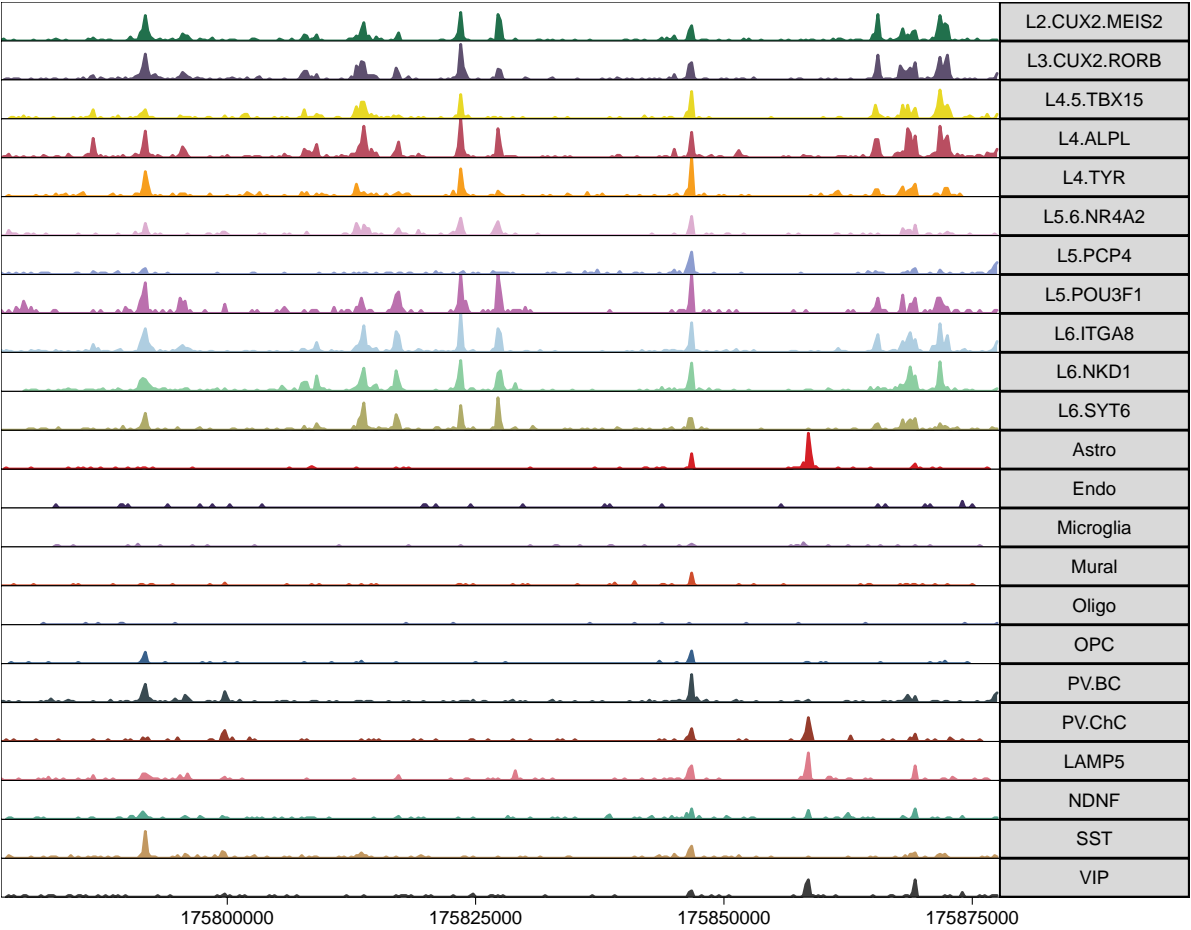 L2.CUX2.MEIS2
L3.CUX2.RORB
L4.5.TBX15
L4.ALPL
L4.TYR
L5.6.NR4A2
L5.PCP4
L5.POU3F1
L6.ITGA8
L6.NKD1
L6.SYT6
Astro
Endo
Microglia
Mural
Oligo
OPC
PV.BC
PV.ChC
LAMP5
NDNF
SST
VIP
175800000 175825000 175850000 175875000